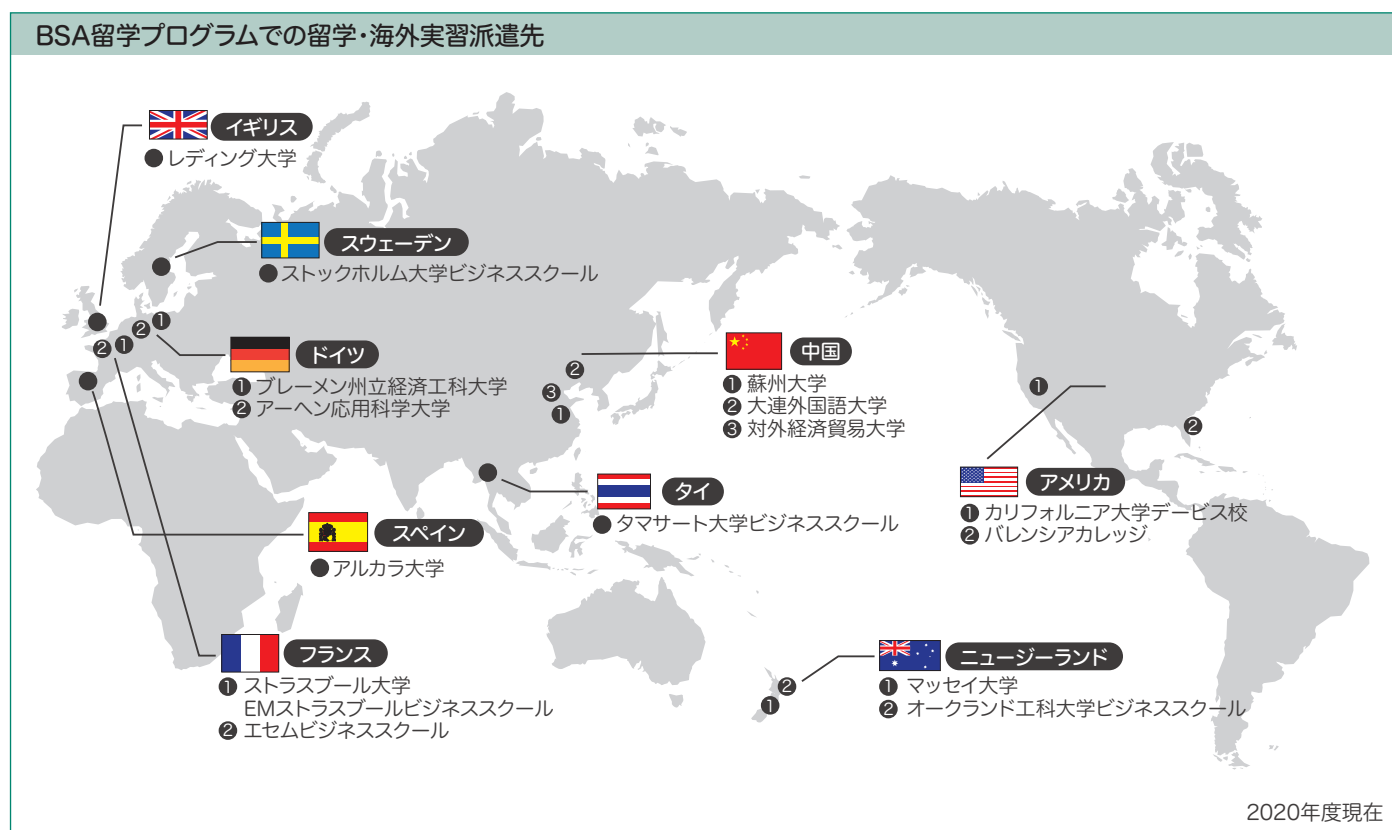 BSA留学プログラムでの留学・海外実習派遣先
イギリス
●レディング大学
スウェーデン
●ストックホルム大学ビジネススクール
ドイツ
❶ ブレーメン州立経済工科大学
❷ アーヘン応用科学大学
中国
❶ 蘇州大学
❷ 大連外国語大学
❸ 対外経済貿易大学
タイ
●タマサート大学ビジネススクール
アメリカ
❶ カリフォルニア大学デービス校
❷ バレンシアカレッジ
スペイン
●アルカラ大学
フランス
❶ ストラスブール大学
EMストラスブールビジネススクール
❷ エセムビジネススクール
ニュージーランド
❶ マッセイ大学
❷ オークランド工科大学ビジネススクール
❶
❷
❶
❷
❷
❸
❶
❶
❷
❷
❶
2020年度現在